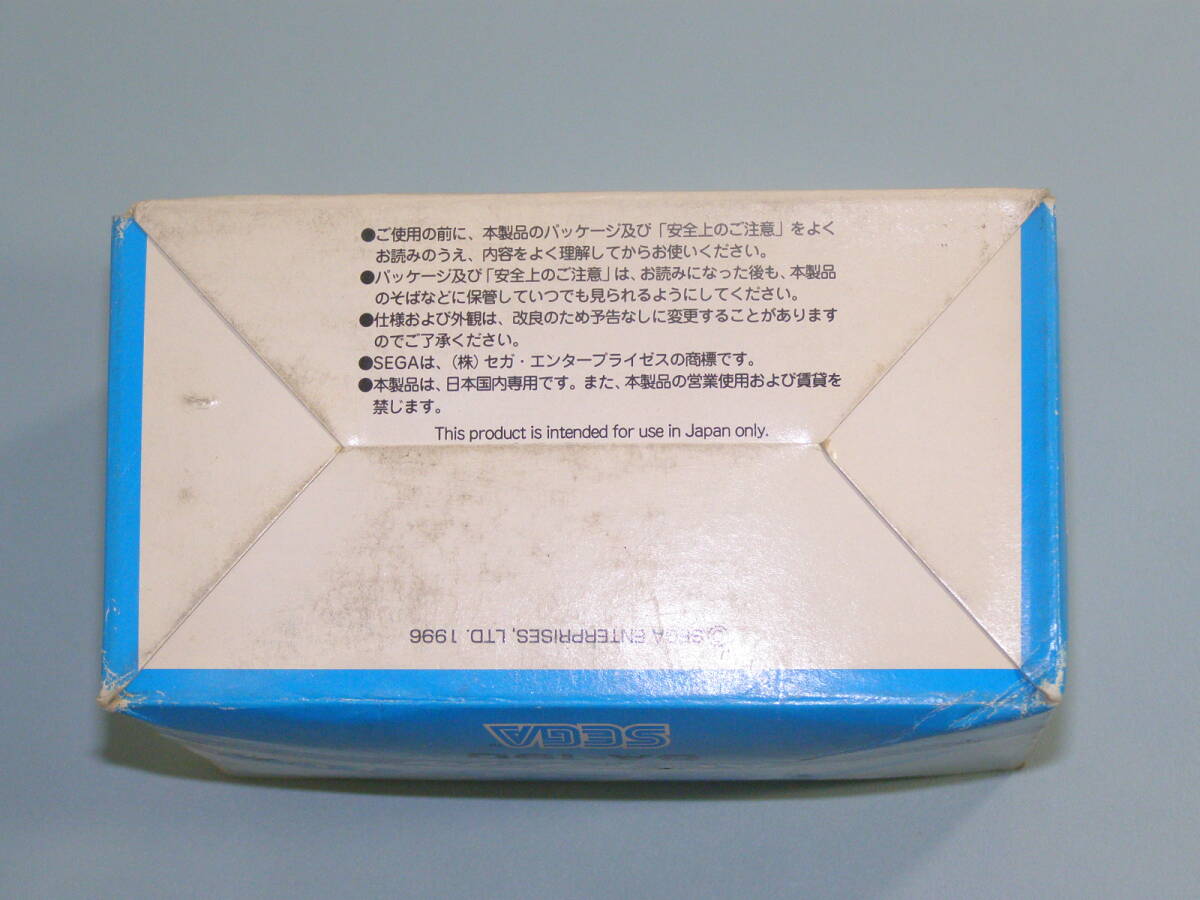 ●ご使用の前に、本製品のパッケージ及び「安全上のご注意」をよく
お読みのうえ、内容をよく理解してからお使いください。
●パッケージ及び「安全上のご注意」は、お読みになった後も、本製品
のそばなどに保管していつでも見られるようにしてください。
●仕様および外観は、改良のため予告なしに変更することがあります
のでご了承ください。
●SEGAは、(株)セガ・エンタープライゼスの商標です。
●本製品は、日本国内専用です。また、本製品の営業使用および賃貸を
禁じます。
This product is intended for use in Japan only.
©SEGA ENTERPRISES, LTD. 1996
SEGA